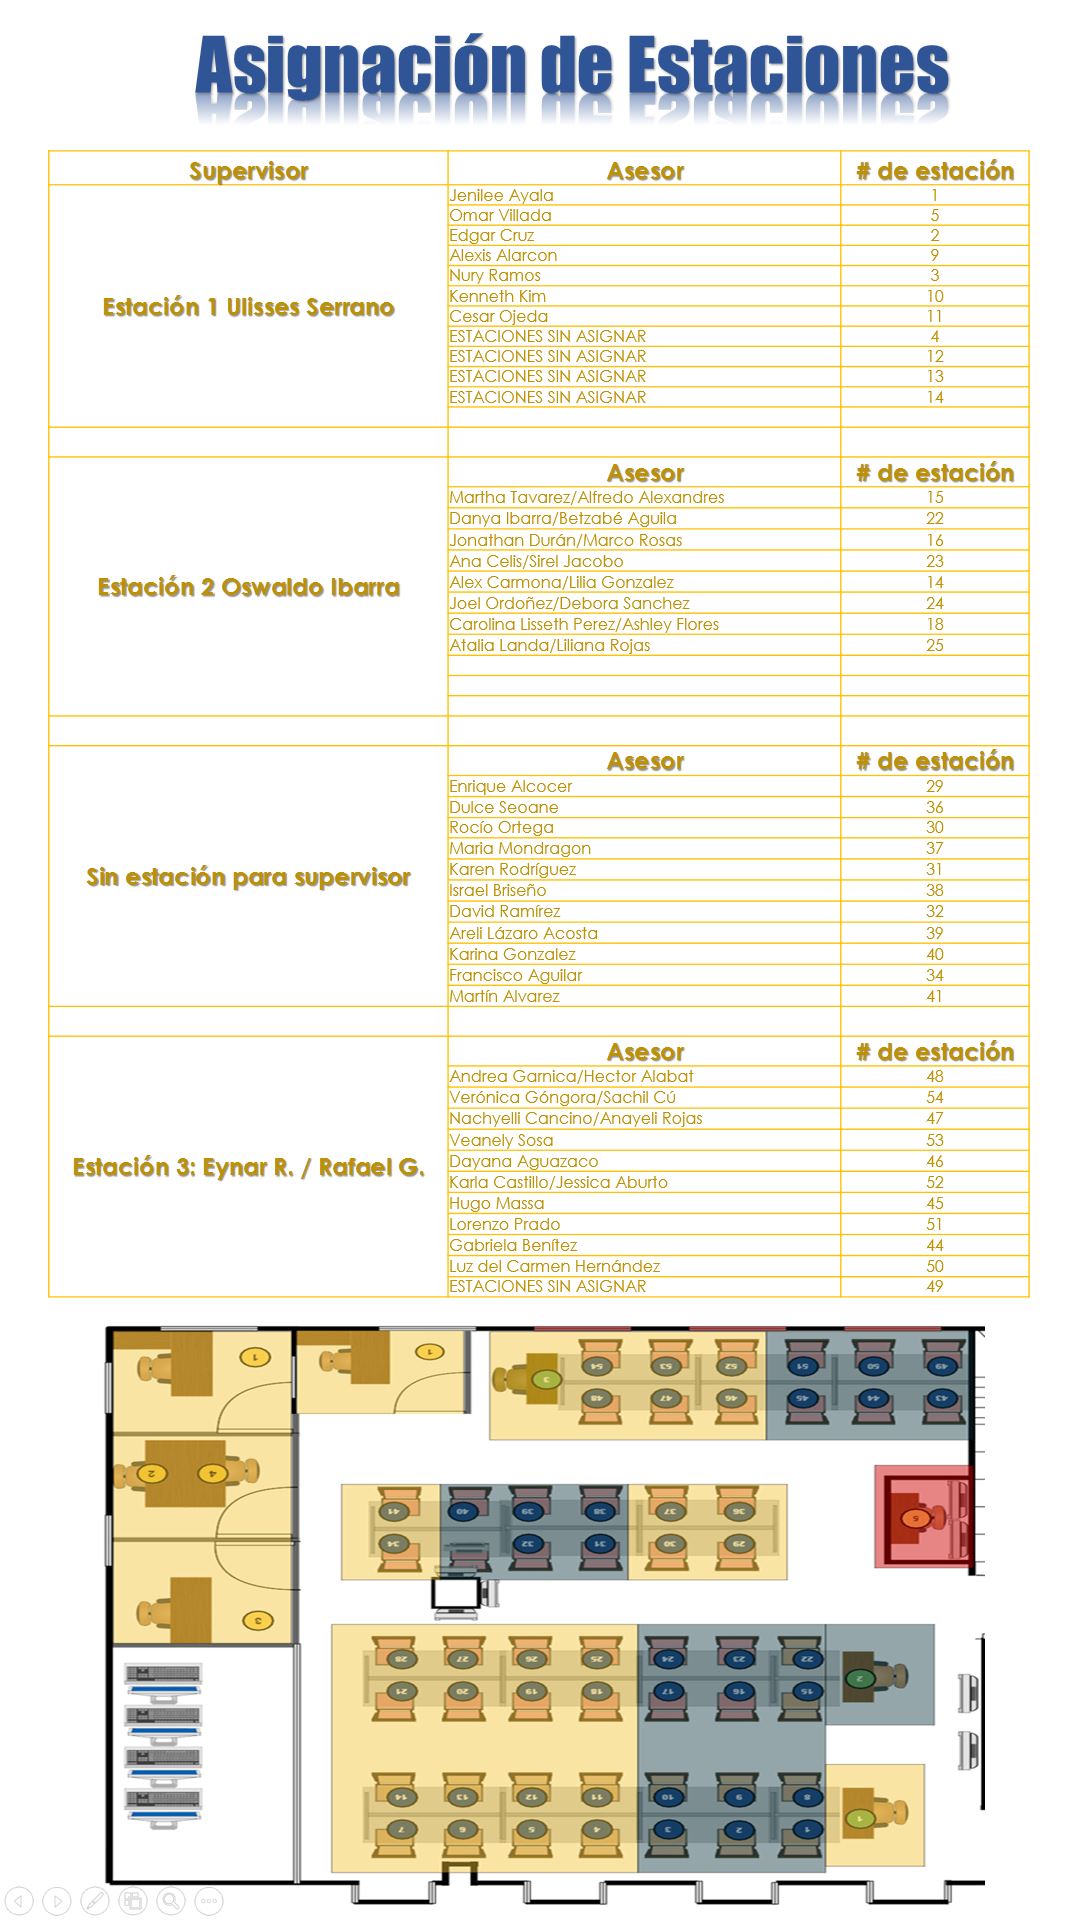 Asignación de Estaciones
Supervisor Asesor # de estación
Estación 1 Ulisses Serrano
Jenilee Ayala 1
Omar Villada 5
Edgar Cruz 2
Alexis Alarcon 9
Nury Ramos 3
Kenneth Kim 10
Cesar Ojeda 11
ESTACIONES SIN ASIGNAR 4
ESTACIONES SIN ASIGNAR 12
ESTACIONES SIN ASIGNAR 13
ESTACIONES SIN ASIGNAR 14
Asesor # de estación
Estación 2 Oswaldo Ibarra
Martha Tavarez/Alfredo Alexandres 15
Danya Ibarra/Betzabé Aguila 22
Jonathan Durán/Marco Rosas 16
Ana Celis/Sirel Jacobo 23
Alex Carmona/Lilia Gonzalez 14
Joel Ordoñez/Debora Sanchez 24
Carolina Lisseth Perez/Ashley Flores 18
Atalia Landa/Liliana Rojas 25
Asesor # de estación
Sin estación para supervisor
Enrique Alcocer 29
Dulce Seoane 36
Rocío Ortega 30
Maria Mondragon 37
Karen Rodríguez 31
Israel Briseño 38
David Ramírez 32
Areli Lázaro Acosta 39
Karina Gonzalez 40
Francisco Aguilar 34
Martín Alvarez 41
Asesor # de estación
Estación 3: Eynar R. / Rafael G.
Andrea Garnica/Hector Alabat 48
Verónica Góngora/Sachil Cú 54
Nachyelli Cancino/Anayeli Rojas 47
Veanely Sosa 53
Dayana Aguazaco 46
Karla Castillo/Jessica Aburto 52
Hugo Massa 45
Lorenzo Prado 51
Gabriela Benítez 44
Luz del Carmen Hernández 50
ESTACIONES SIN ASIGNAR 49
1 1
3 54 53 52 51 50 49
48 47 46 45 44 43
2 4
41 40 39 38 37 36
5
34 32 31 30 29
3
28 27 26 25 24 23 22
2
21 20 19 18 17 16 15
14 13 12 11 10 9 8
1
7 6 5 4 3 2 1